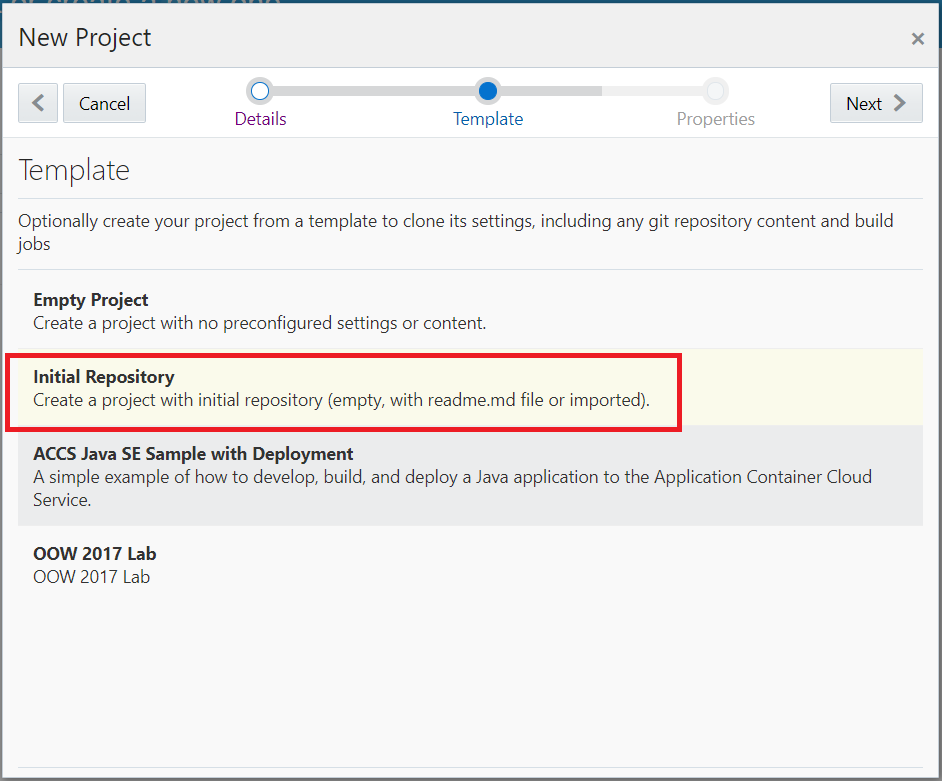 or create a new one
New Project
×
Cancel
Details
Template
Properties
Next
Template
Optionally create your project from a template to clone its settings, including any git repository content and build
jobs
Empty Project
Create a project with no preconfigured settings or content.
Initial Repository
Create a project with initial repository (empty, with readme.md file or imported).
ACCS Java SE Sample with Deployment
A simple example of how to develop, build, and deploy a Java application to the Application Container Cloud
Service.
OOW 2017 Lab
OOW 2017 Lab